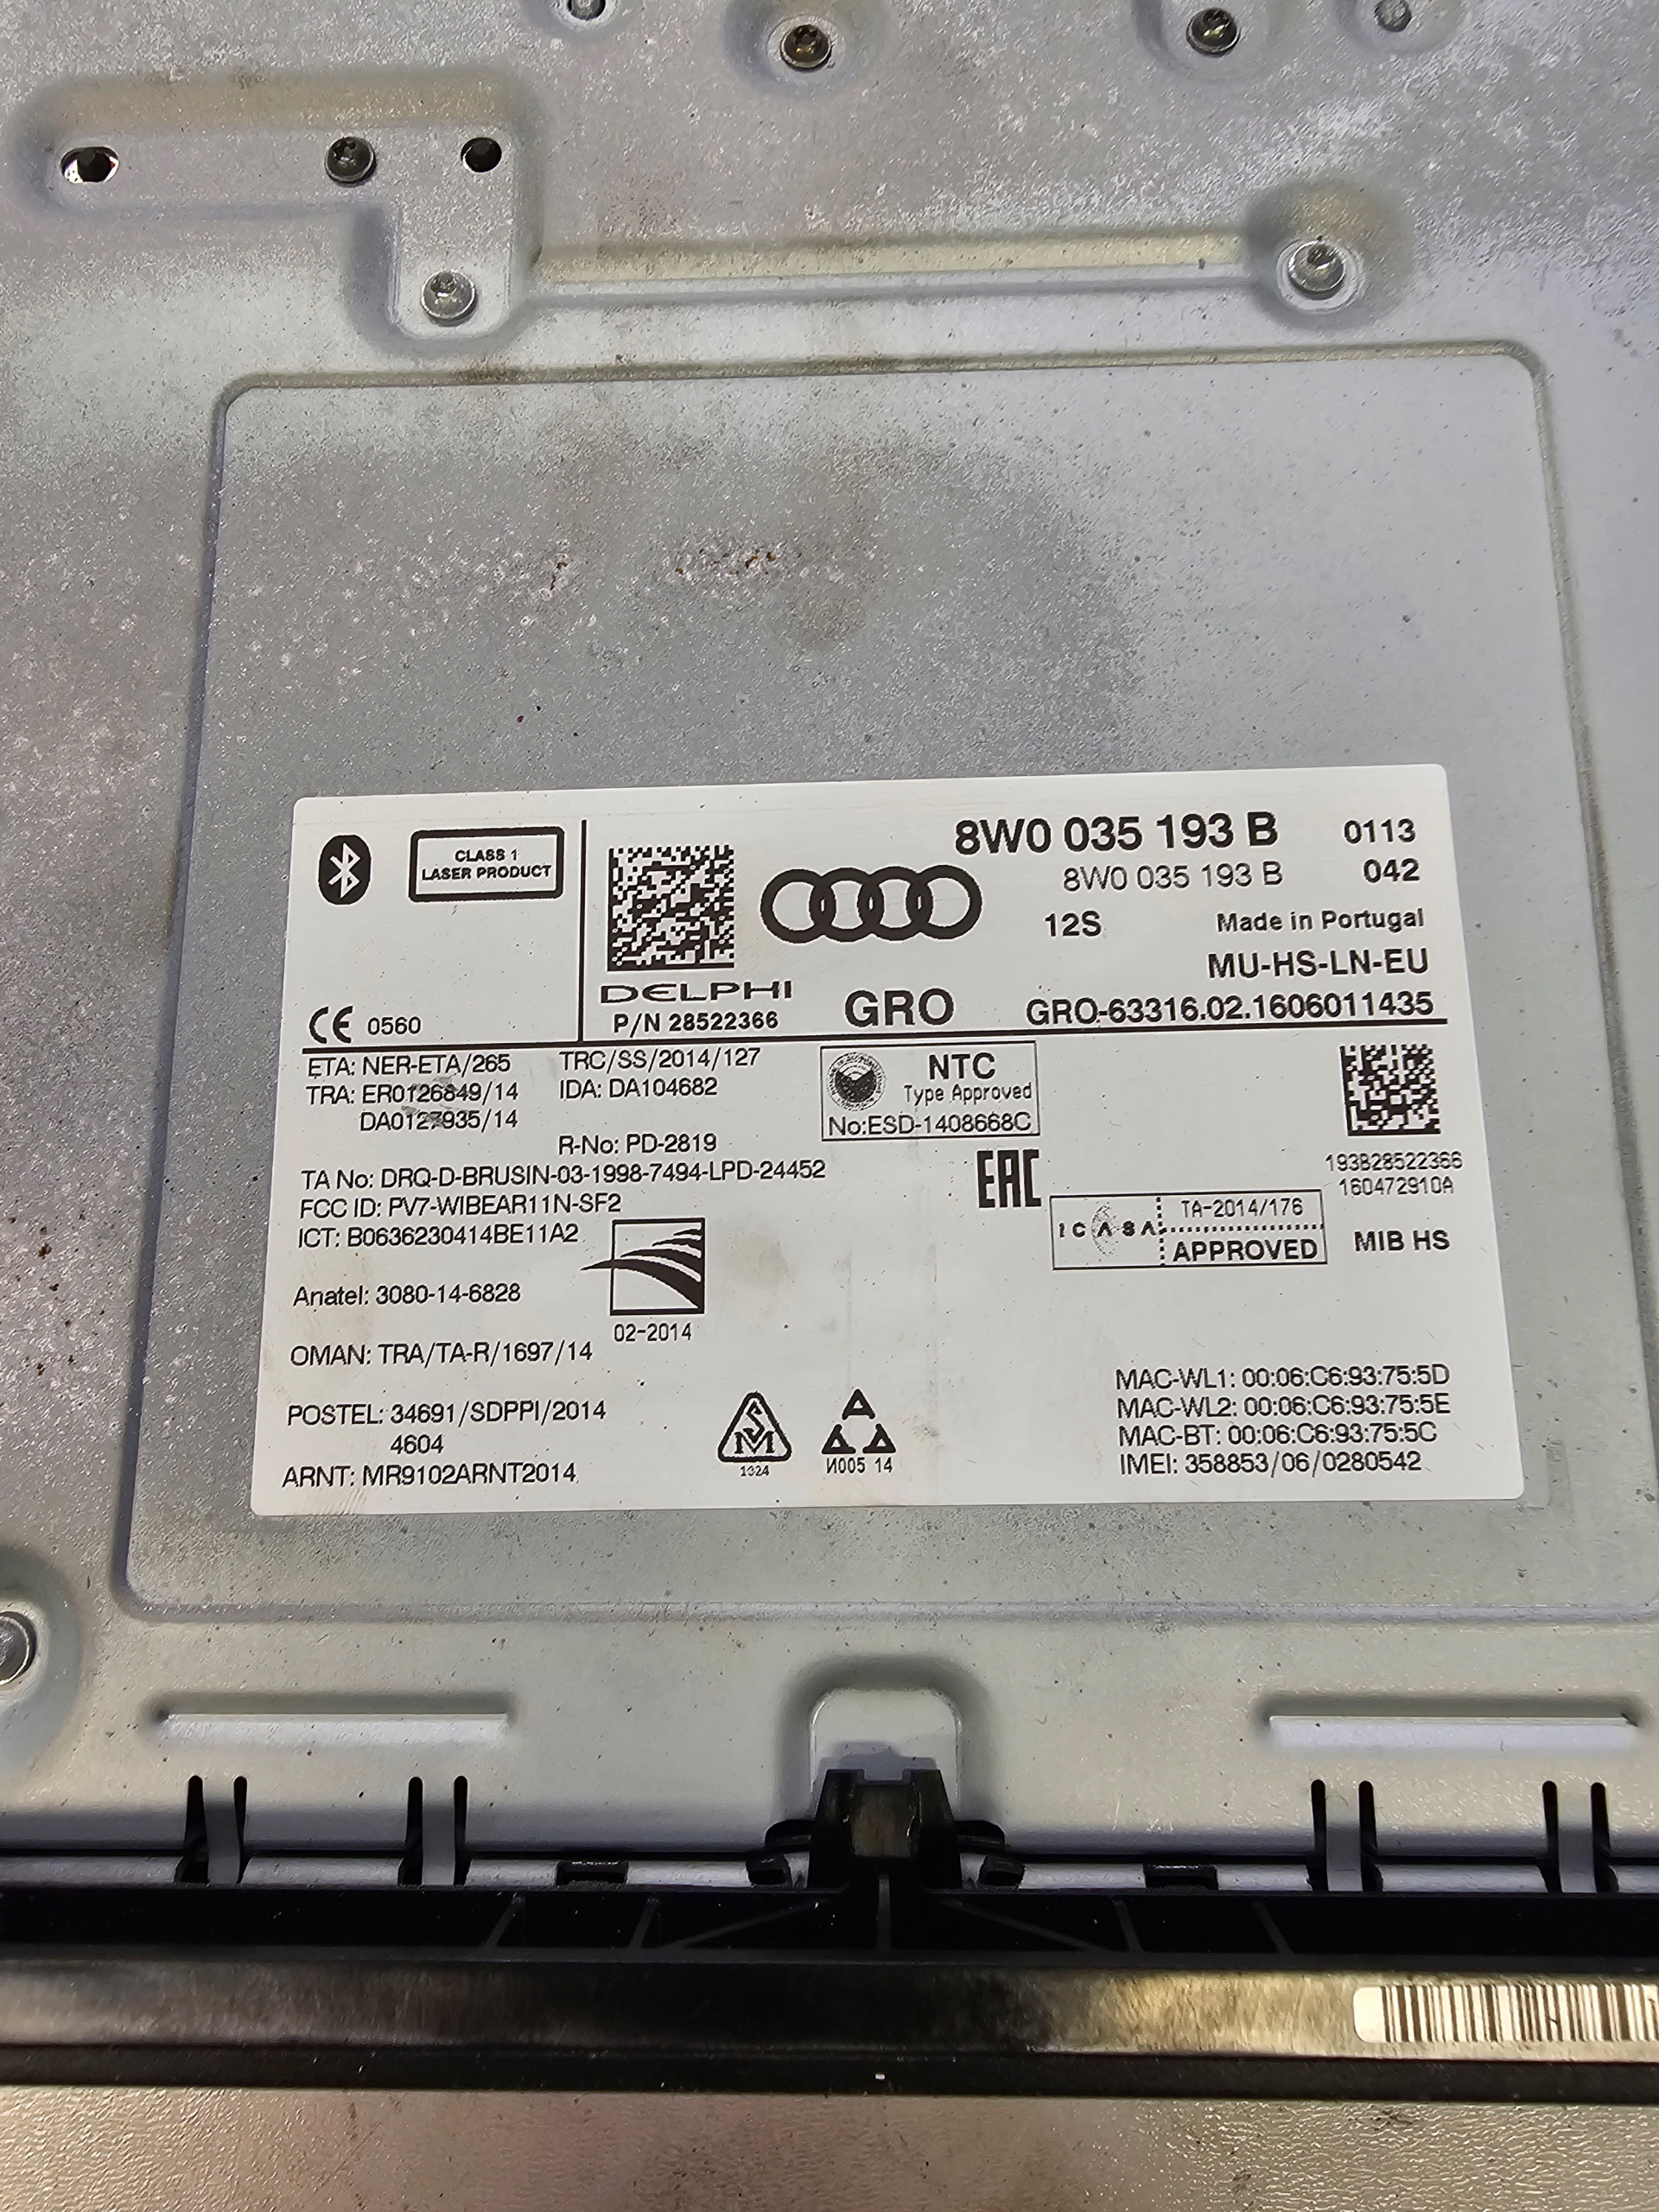 CLASS 1
LASER PRODUCT
CE 0560
DELPHI
P/N 28522366
GRO
8W0 035 193 B 0113
8W0 035 193 B 042
12S Made in Portugal
MU-HS-LN-EU
GRO-63316.02.1606011435
ETA: NER-ETA/265 TRC/SS/2014/127
TRA: ER0126849/14 IDA: DA104682
DA0127935/14
R-No: PD-2819
TA No: DRQ-D-BRUSIN-03-1998-7494-LPD-24452
FCC ID: PV7-WIBEAR11N-SF2
ICT: B0636230414BE11A2
Anatel: 3080-14-6828
02-2014
OMAN: TRA/TA-R/1697/14
POSTEL: 34691/SDPPI/2014
4604
ARNT: MR9102ARNT2014
NTC
Type Approved
No:ESD-1408668C
EAC
ICASA TA-2014/176
APPROVED
193828522366
160472910A
MIB HS
SM
1324
И005 14
MAC-WL1: 00:06:C6:93:75:5D
MAC-WL2: 00:06:C6:93:75:5E
MAC-BT: 00:06:C6:93:75:5C
IMEI: 358853/06/0280542